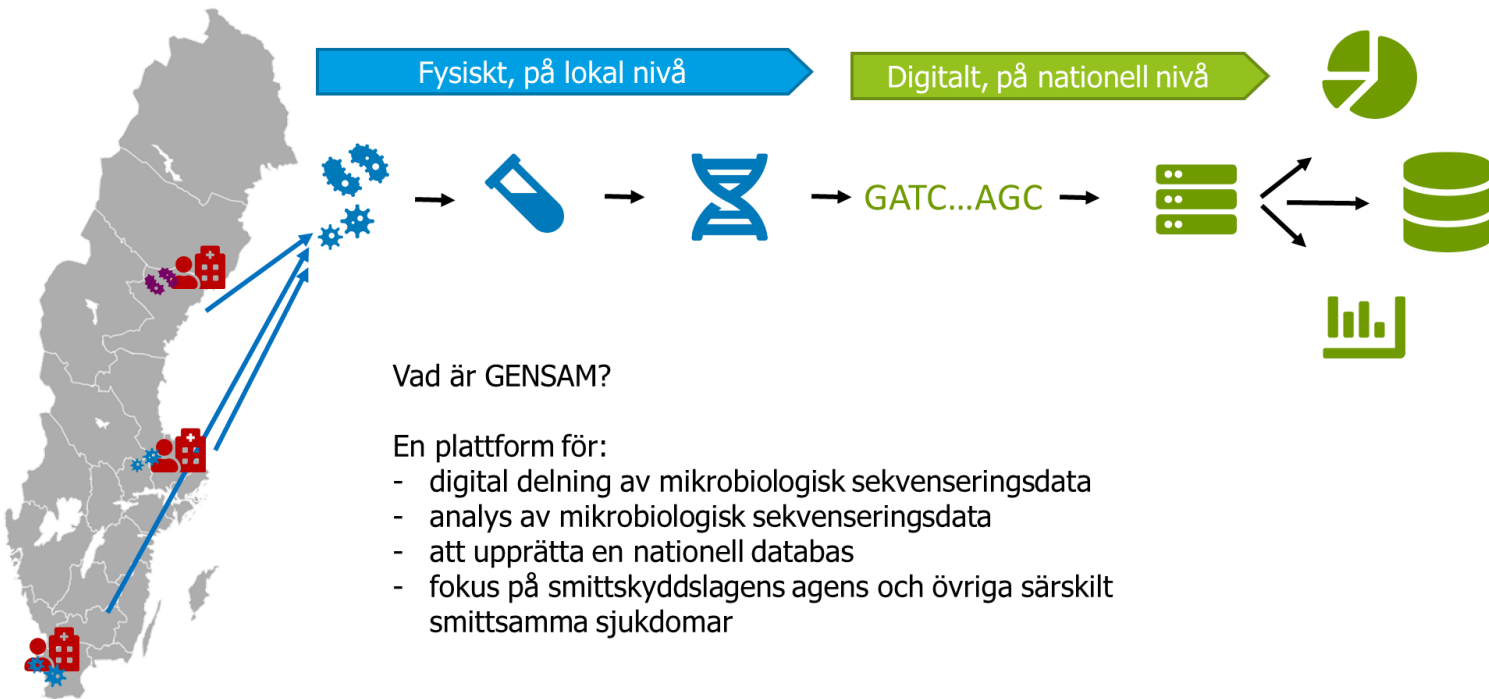 Fysiskt, på lokal nivå
Digitalt, på nationell nivå
GATC...AGC
Vad är GENSAM?
En plattform för:
- digital delning av mikrobiologisk sekvenseringsdata
- analys av mikrobiologisk sekvenseringsdata
- att upprätta en nationell databas
- fokus på smittskyddslagens agens och övriga särskilt
smittsamma sjukdomar